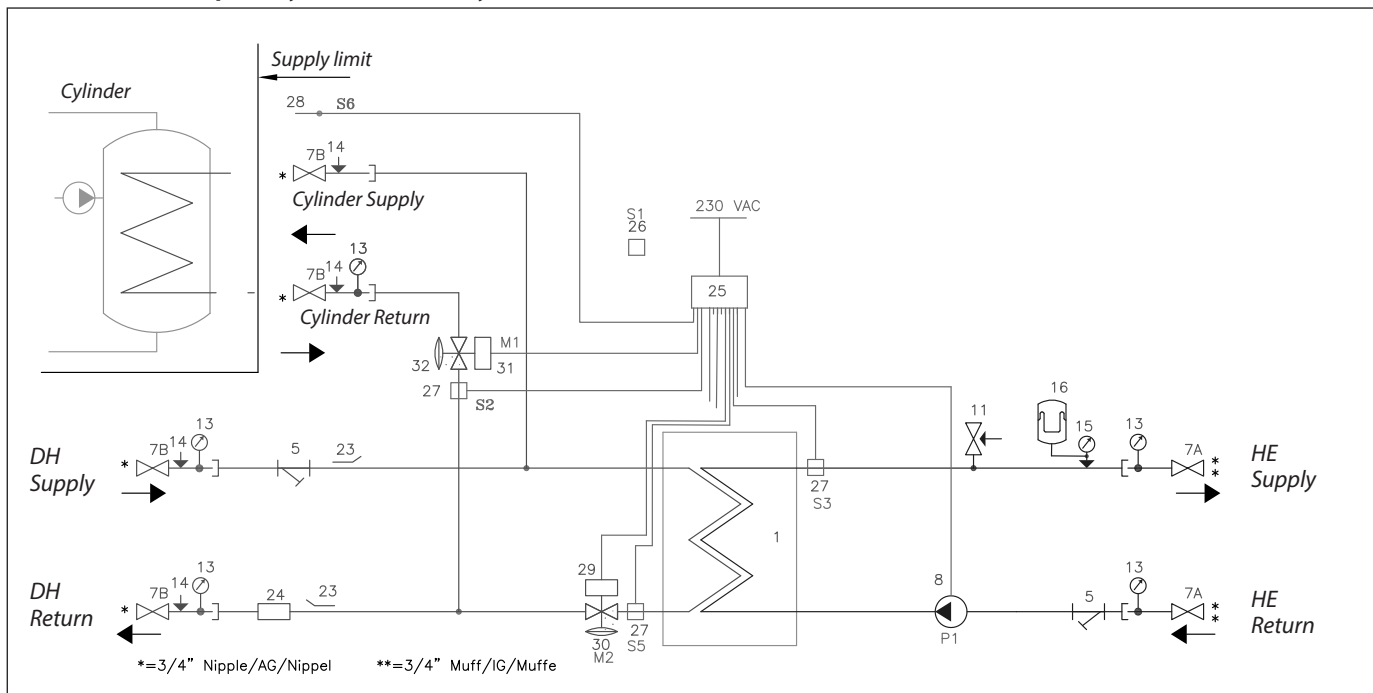 Supply limit
Cylinder
28 S6
7B 14
*
Cylinder Supply
230 VAC
S1
26
13
7B 14
*
25
Cylinder Return
M1
32 31
27
S2
16
11
13
15
13
7B 14
5
23
7A
DH
Supply
*
*
*
HE
Supply
27
S3
1
29
8
13
13
7B 14
24
23
5
7A
DH
Return
*
*
*
HE
Return
27
S5
30
M2
P1
*=3/4" Nipple/AG/Nippel **=3/4" Muff/IG/Muffe